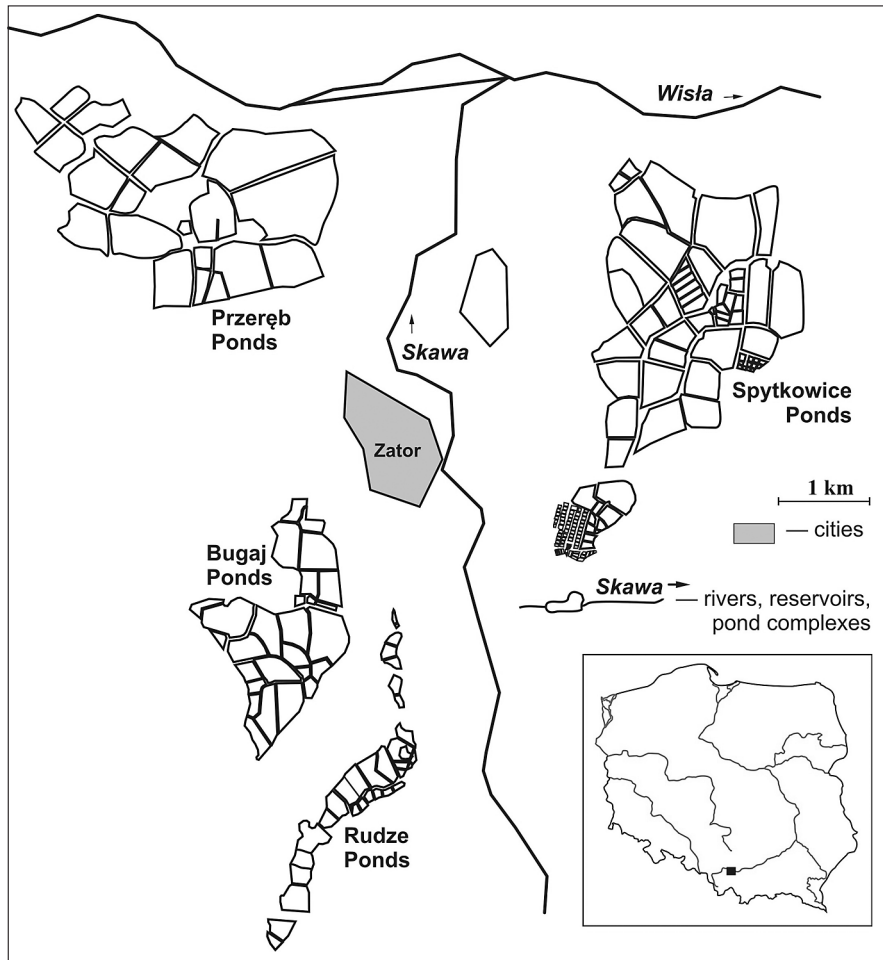 Wisła
Przeręb
Ponds
Skawa
Spytkowice
Ponds
Zator
1 km
cities
Bugaj
Ponds
Skawa
rivers, reservoirs,
pond complexes
Rudze
Ponds